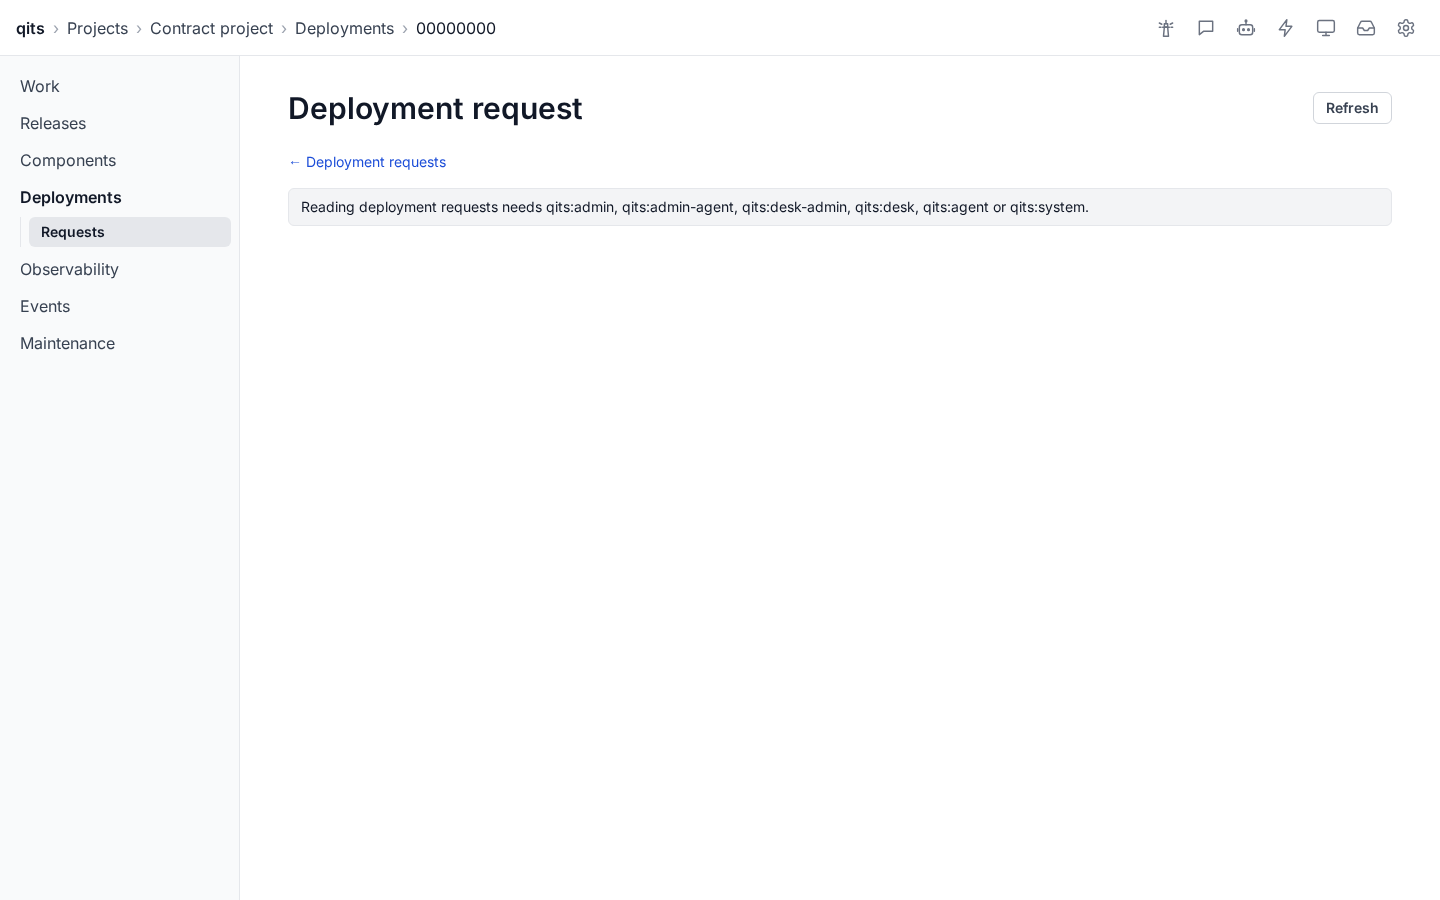 qits › Projects › Contract project › Deployments › 00000000
Work
Releases
Components
Deployments
Requests
Observability
Events
Maintenance
Deployment request
Refresh
← Deployment requests
Reading deployment requests needs qits:admin, qits:admin-agent, qits:desk-admin, qits:desk, qits:agent or qits:system.